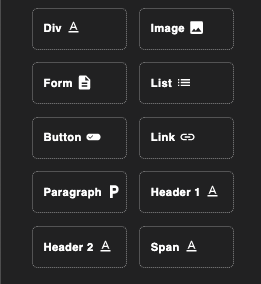 Div A
Image
Form
List
Button
Link
Paragraph P
Header 1 A
Header 2 A
Span A